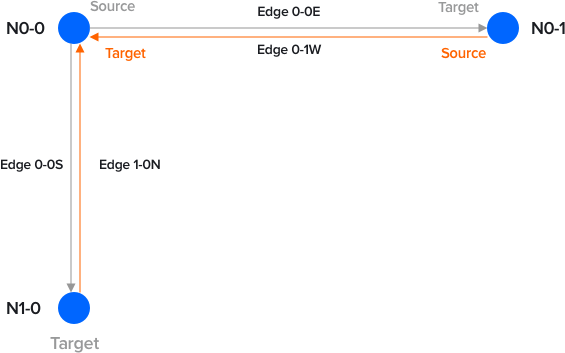 Source
Edge 0-0E
Target
N0-0
N0-1
Target
Edge 0-1W
Source
Edge 0-0S
Edge 1-0N
N1-0
Target